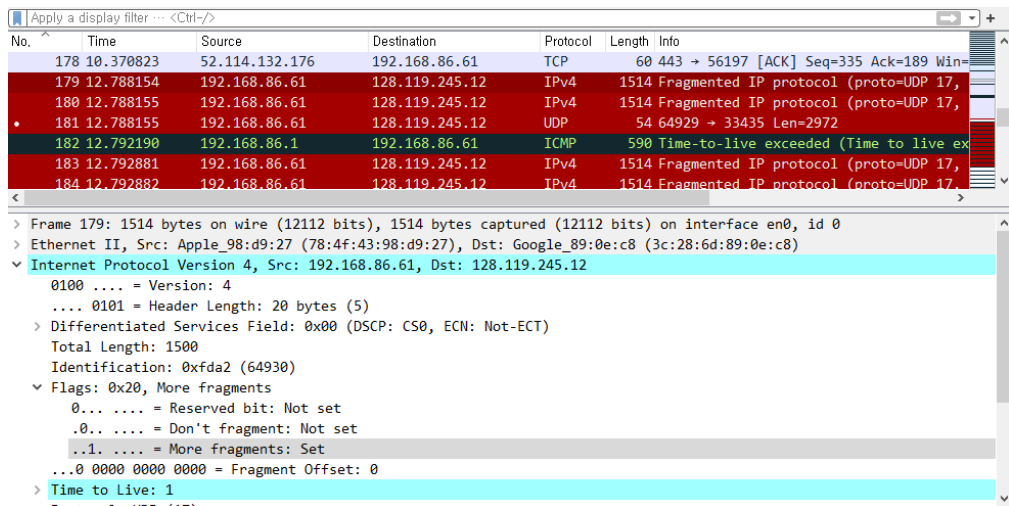 Apply a display filter ··· <Ctrl-/>
No. Time Source Destination Protocol Length Info
178 10.370823 52.114.132.176 192.168.86.61 TCP 60 443 → 56197 [ACK] Seq=335 Ack=189 Win=
179 12.788154 192.168.86.61 128.119.245.12 IPv4 1514 Fragmented IP protocol (proto=UDP 17,
180 12.788155 192.168.86.61 128.119.245.12 IPv4 1514 Fragmented IP protocol (proto=UDP 17,
181 12.788155 192.168.86.61 128.119.245.12 UDP 54 64929 → 33435 Len=2972
182 12.792190 192.168.86.1 192.168.86.61 ICMP 590 Time-to-live exceeded (Time to live ex
183 12.792881 192.168.86.61 128.119.245.12 IPv4 1514 Fragmented IP protocol (proto=UDP 17,
184 12.792882 192.168.86.61 128.119.245.12 IPv4 1514 Fragmented IP protocol (proto=UDP 17,
Frame 179: 1514 bytes on wire (12112 bits), 1514 bytes captured (12112 bits) on interface en0, id 0
Ethernet II, Src: Apple_98:d9:27 (78:4f:43:98:d9:27), Dst: Google_89:0e:c8 (3c:28:6d:89:0e:c8)
Internet Protocol Version 4, Src: 192.168.86.61, Dst: 128.119.245.12
0100 .... = Version: 4
.... 0101 = Header Length: 20 bytes (5)
Differentiated Services Field: 0x00 (DSCP: CS0, ECN: Not-ECT)
Total Length: 1500
Identification: 0xfda2 (64930)
Flags: 0x20, More fragments
0... .... = Reserved bit: Not set
.0.. .... = Don't fragment: Not set
..1. .... = More fragments: Set
...0 0000 0000 0000 = Fragment Offset: 0
Time to Live: 1